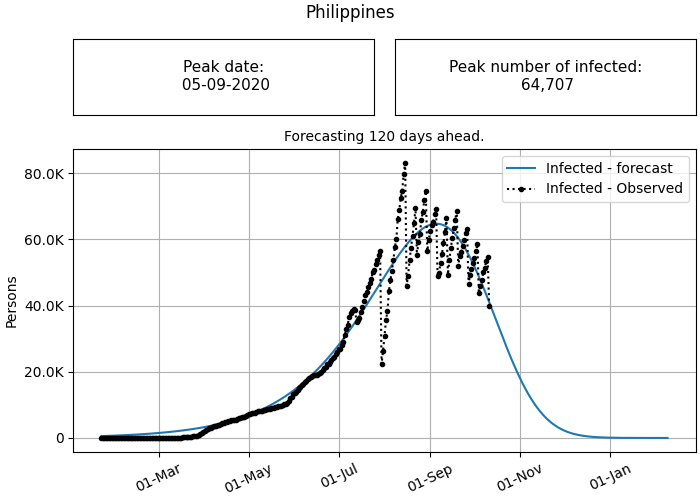 Philippines
Peak date:
05-09-2020
Peak number of infected:
64,707
Forecasting 120 days ahead.
Infected - forecast
Infected - Observed
80.0K
60.0K
40.0K
20.0K
0
Persons
01-Mar
01-May
01-Jul
01-Sep
01-Nov
01-Jan